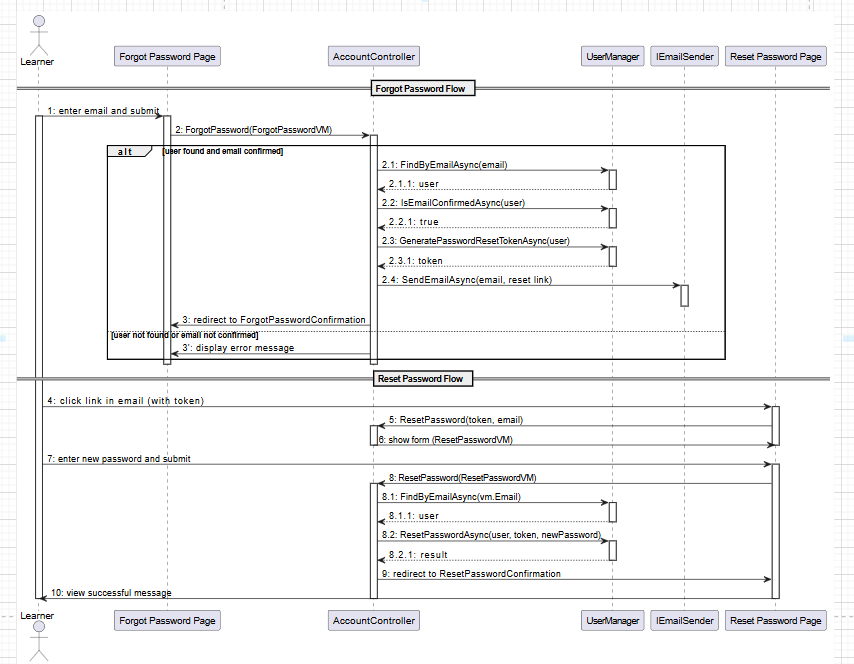 Learner
Forgot Password Page
AccountController
UserManager
IEmailSender
Reset Password Page
Forgot Password Flow
1: enter email and submit
2: ForgotPassword(ForgotPasswordVM)
alt
[user found and email confirmed]
2.1: FindByEmailAsync(email)
2.1.1: user
2.2: IsEmailConfirmedAsync(user)
2.2.1: true
2.3: GeneratePasswordResetTokenAsync(user)
2.3.1: token
2.4: SendEmailAsync(email, reset link)
3: redirect to ForgotPasswordConfirmation
[user not found or email not confirmed]
3': display error message
Reset Password Flow
4: click link in email (with token)
5: ResetPassword(token, email)
6: show form (ResetPasswordVM)
7: enter new password and submit
8: ResetPassword(ResetPasswordVM)
8.1: FindByEmailAsync(vm.Email)
8.1.1: user
8.2: ResetPasswordAsync(user, token, newPassword)
8.2.1: result
9: redirect to ResetPasswordConfirmation
10: view successful message
Learner
Forgot Password Page
AccountController
UserManager
IEmailSender
Reset Password Page